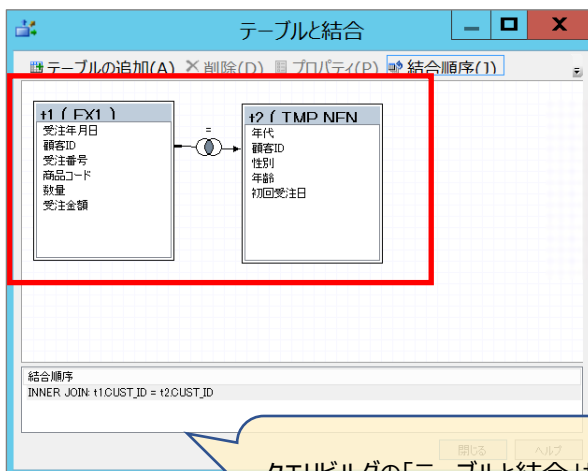 テーブルと結合
テーブルの追加(A) 削除(D) プロパティ(P) 結合順序(J)
t1 ( EX1 )
受注年月日
顧客ID
受注番号
商品コード
数量
受注金額
=
t2 ( TMP NEN
年代
顧客ID
性別
年齢
初回受注日
結合順序
INNER JOIN: t1.CUST_ID = t2.CUST_ID
閉じる ヘルプ
クエリビルダの「テーブルと結合」